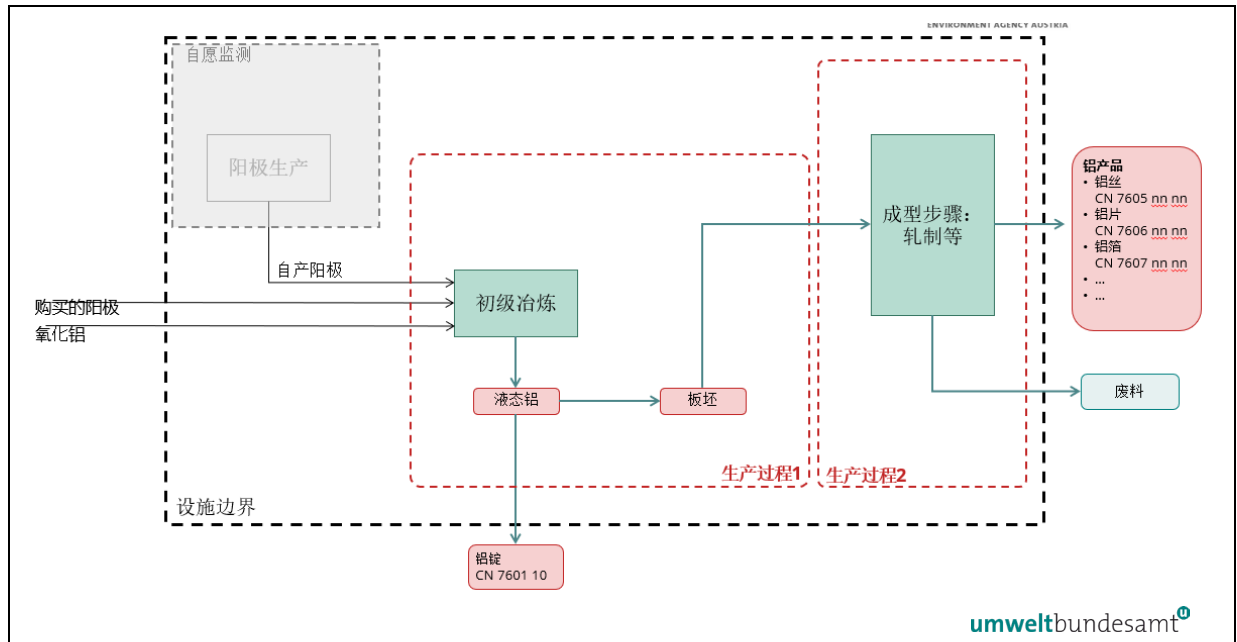 ENVIRONMENT AGENCY AUSTRIA
自愿监测
阳极生产
自产阳极
购买的阳极
氧化铝
初级冶炼
液态铝
板坯
生产过程1
成型步骤：
轧制等
生产过程2
设施边界
铝产品
• 铝丝
CN 7605 nn nn
• 铝片
CN 7606 nn nn
• 铝箔
CN 7607 nn nn
• ...
• ...
废料
铝锭
CN 7601 10
umweltbundesamt u